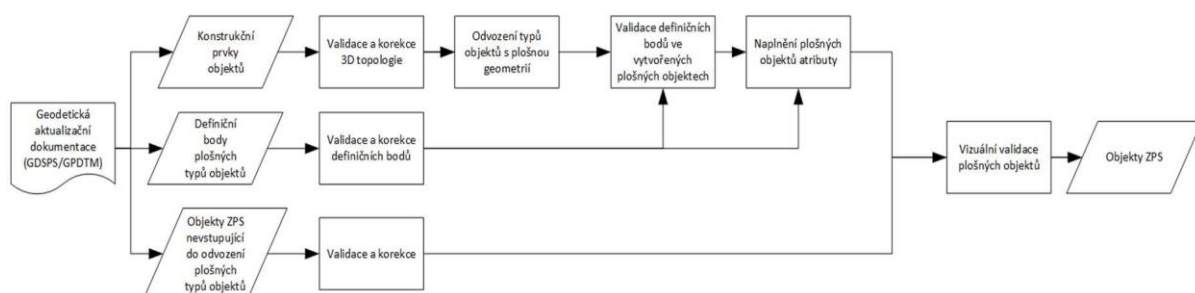 Geodetická
aktualizační
dokumentace
(GDSPS/GPDTM)
Konstrukční
prvky
objektů
Validace a korekce
3D topologie
Odvození typů
objektů s plošnou
geometrií
Validace definičních
bodů ve
vytvořených
plošných objektech
Naplnění plošných
objektů atributy
Definiční
body
plošných
typů objektů
Validace a korekce
definičních bodů
Objekty ZPS
nevstupující
do odvození
plošných
typů objektů
Validace a korekce
Vizuální validace
plošných objektů
Objekty ZPS